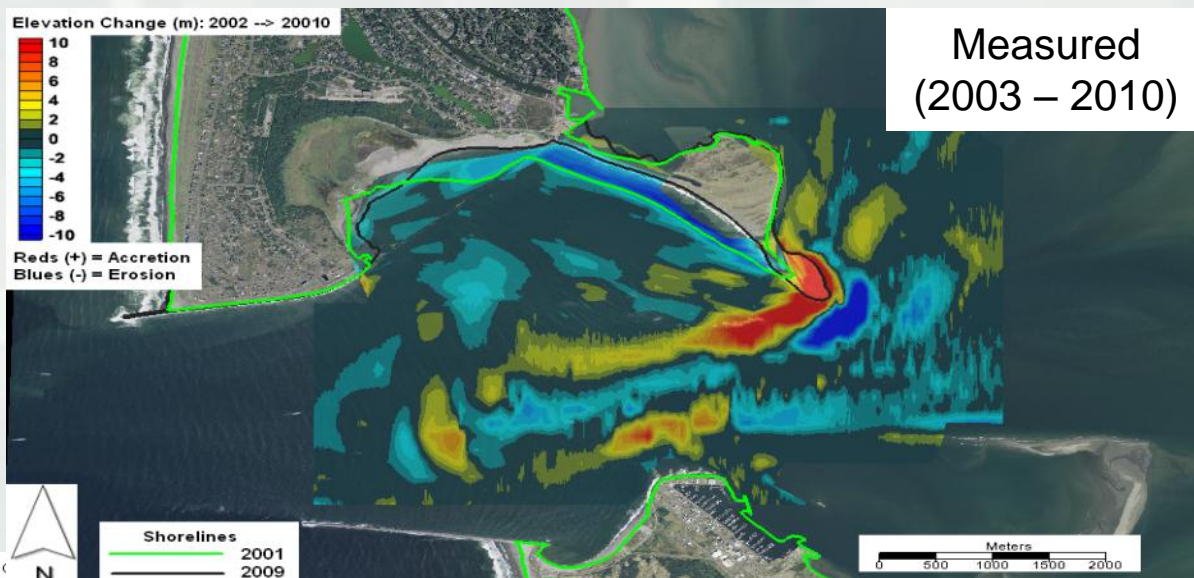 Elevation Change (m): 2002 --> 20010
10
8
6
4
2
0
-2
-4
-6
-8
-10
Reds (+) = Accretion
Blues (-) = Erosion
Measured
(2003 – 2010)
N
Shorelines
2001
2009
Meters
0 500 1000 1500 2000